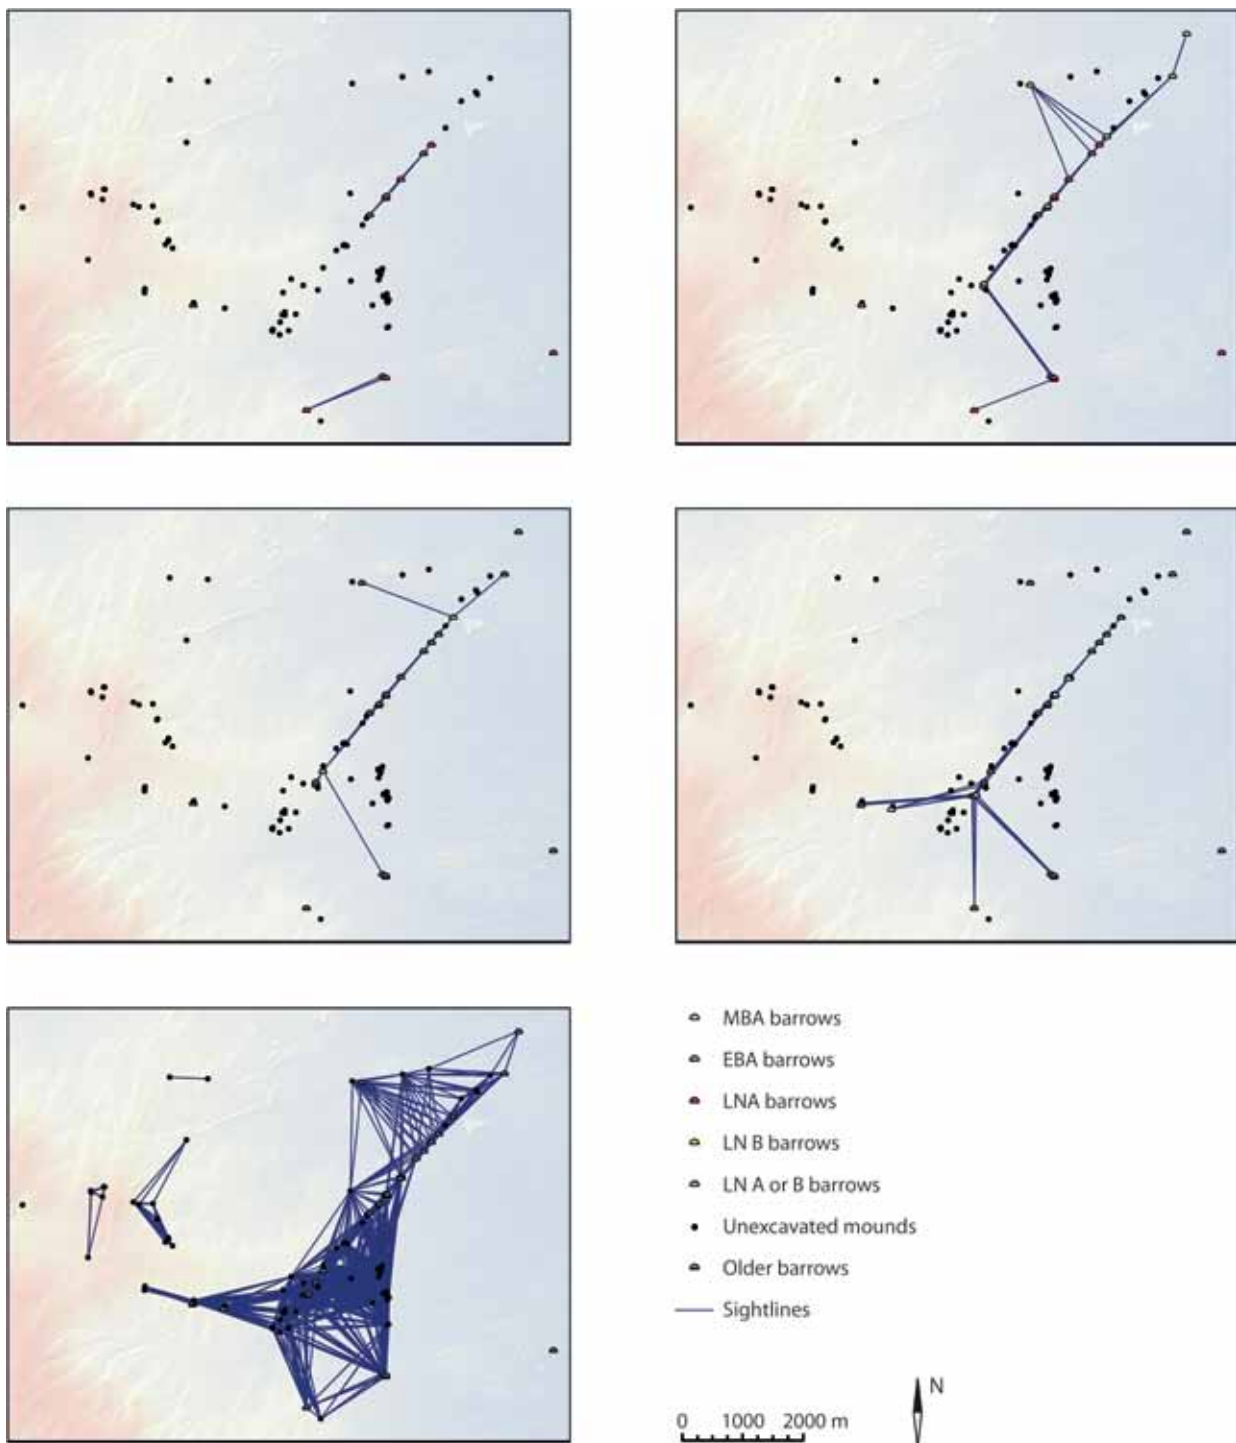 MBA barrows
EBA barrows
LNA barrows
LN B barrows
LN A or B barrows
Unexcavated mounds
Older barrows
Sightlines
N
0 1000 2000 m